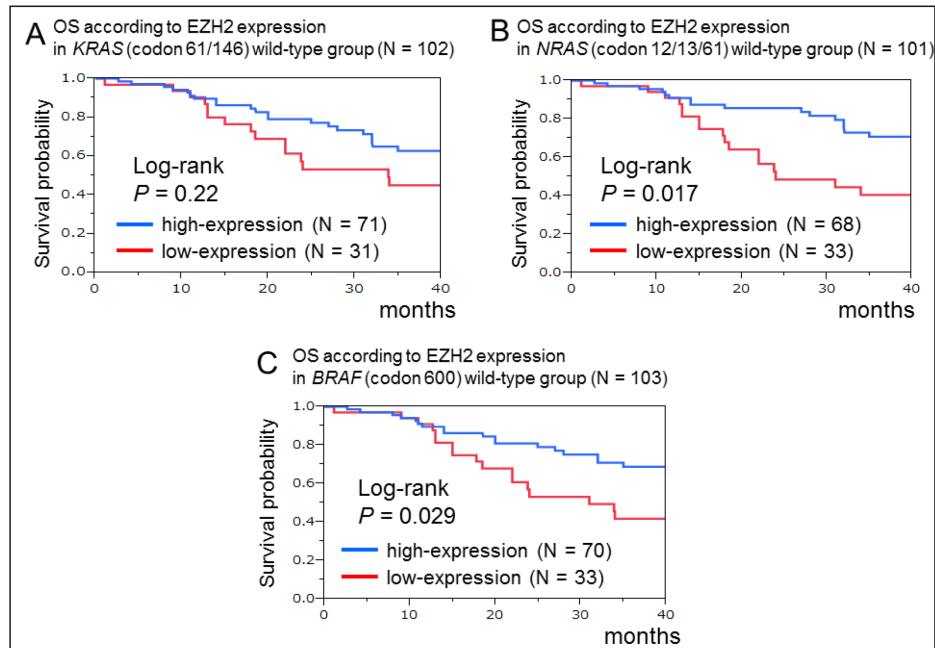 A OS according to EZH2 expression
in KRAS (codon 61/146) wild-type group (N = 102)
Survival probability
1.0
0.8
0.6
0.4
0.2
0.0
Log-rank
P = 0.22
high-expression (N = 71)
low-expression (N = 31)
0 10 20 30 40
months
B OS according to EZH2 expression
in NRAS (codon 12/13/61) wild-type group (N = 101)
Survival probability
1.0
0.8
0.6
0.4
0.2
0.0
Log-rank
P = 0.017
high-expression (N = 68)
low-expression (N = 33)
0 10 20 30 40
months
C OS according to EZH2 expression
in BRAF (codon 600) wild-type group (N = 103)
Survival probability
1.0
0.8
0.6
0.4
0.2
0.0
Log-rank
P = 0.029
high-expression (N = 70)
low-expression (N = 33)
0 10 20 30 40
months